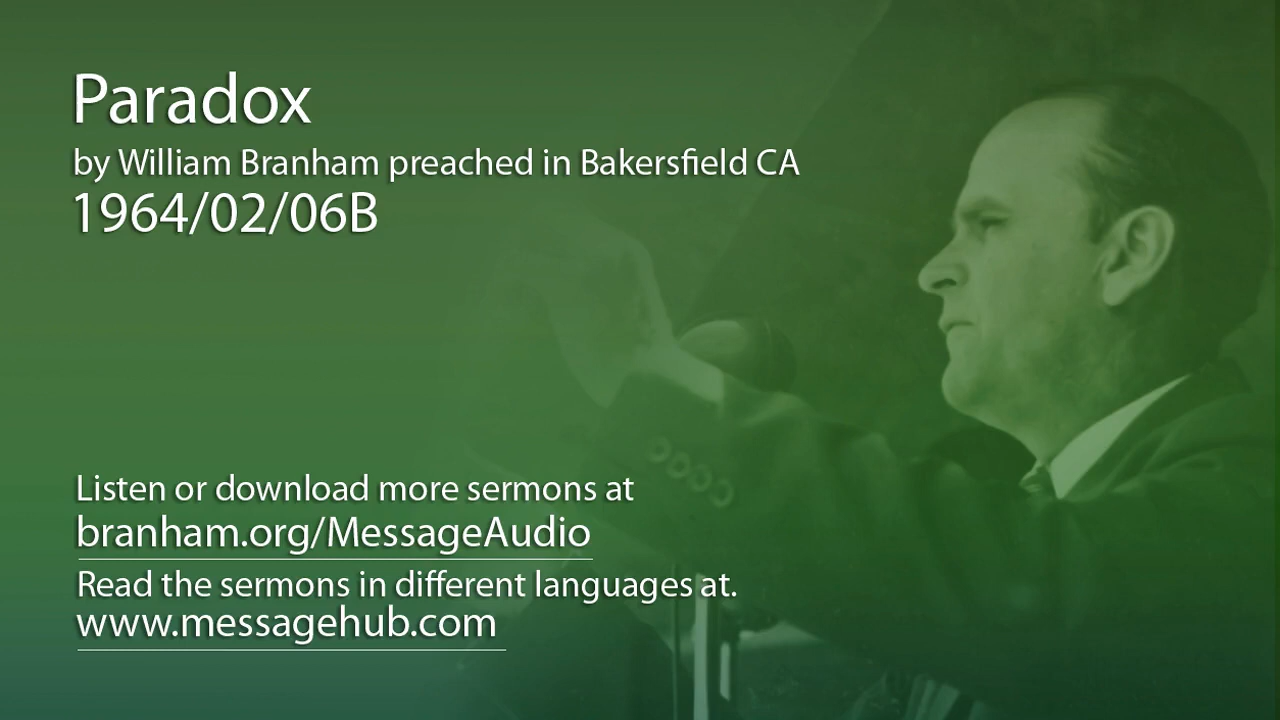 Paradox
by William Branham preached in Bakersfield CA
1964/02/06B
Listen or download more sermons at
branham.org/MessageAudio
Read the sermons in different languages at.
www.messagehub.com